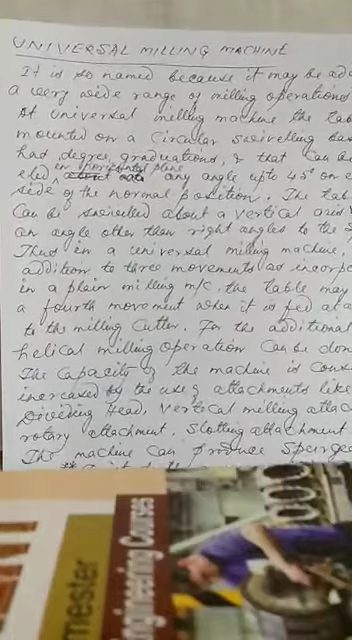 UNIVERSAL MILLING MACHINE
It is so named because it may be ad
a very wide range of milling operations
At universal milling machine the tab
mounted on a circular swivelling bas
had degree graduations, & that can be
in horizontal plane
eled, any angle upto 45° on e
side of the normal position. The tab
can be swivelled about a vertical axis
an angle other than right angles to the S
Thus in a universal milling machine,
addition to three movements as incorpo
in a plain milling m/c. the table may
a fourth movement when it is fed at a
to the milling cutter. For the additional
helical milling operation can be don
The capacity of the machine is cons
increased by the use of attachments like
Dividing Head, Vertical milling attac
rotary attachment, Slotting attachment
The machine can produce
mester
ngineering Courses